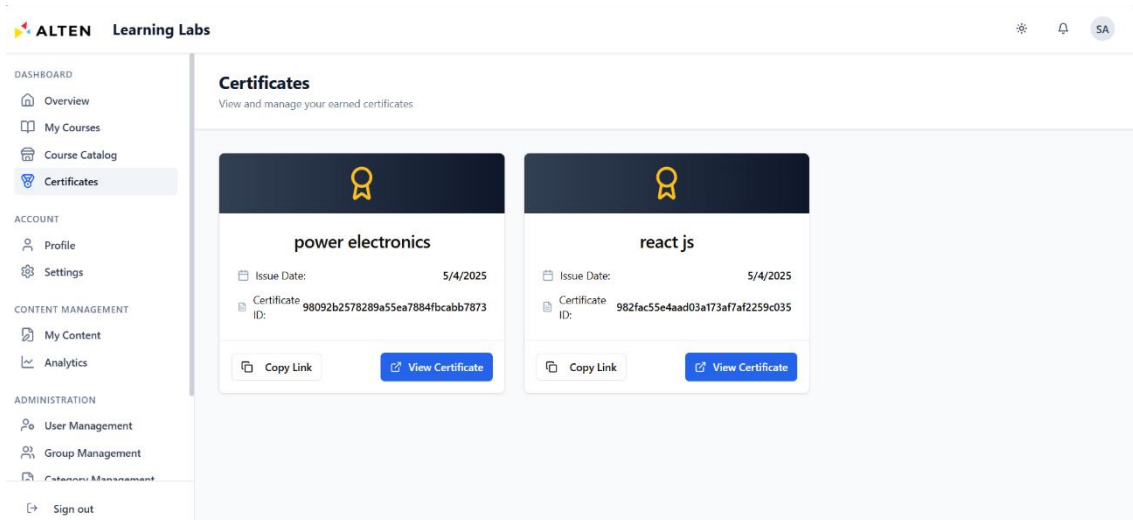 ALTEN Learning Labs
SA
DASHBOARD
Overview
My Courses
Course Catalog
Certificates
ACCOUNT
Profile
Settings
CONTENT MANAGEMENT
My Content
Analytics
ADMINISTRATION
User Management
Group Management
Category Management
Sign out
Certificates
View and manage your earned certificates
power electronics
Issue Date: 5/4/2025
Certificate ID: 98092b2578289a55ea7884fbcabb7873
Copy Link
View Certificate
react js
Issue Date: 5/4/2025
Certificate ID: 982fac55e4aad03a173af7af2259c035
Copy Link
View Certificate